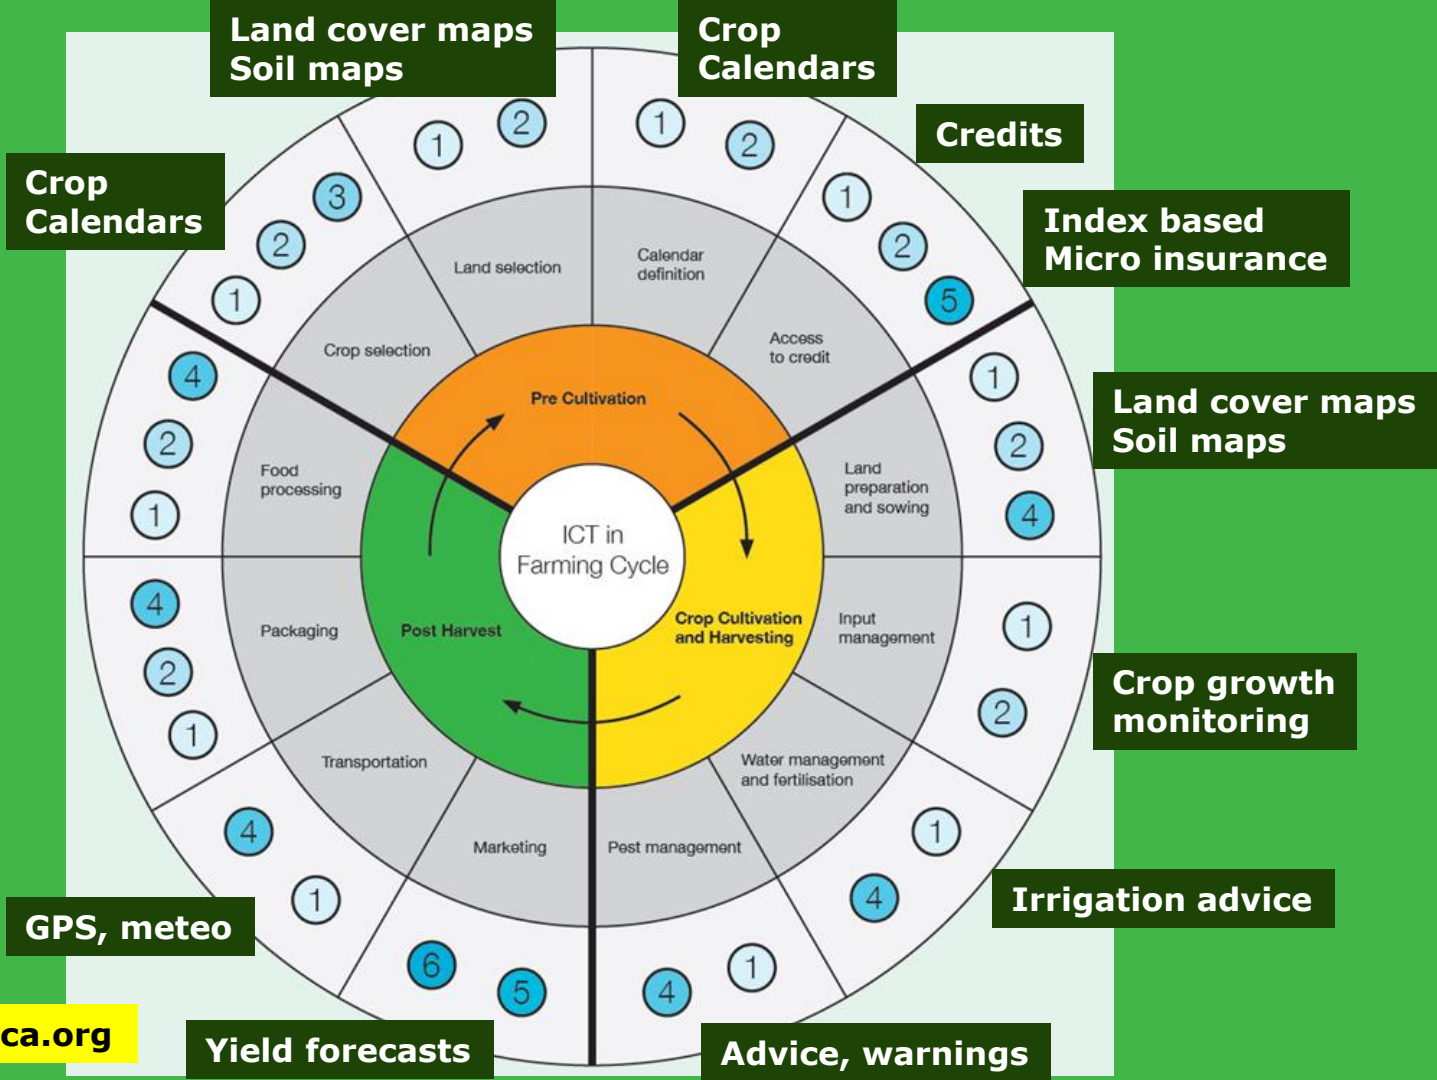 Land cover maps
Soil maps
Crop
Calendars
Credits
Index based
Micro insurance
Land cover maps
Soil maps
Crop growth
monitoring
Irrigation advice
Advice, warnings
Yield forecasts
GPS, meteo
ca.org
Crop
Calendars
1
2
1
2
1
2
5
1
2
4
1
2
1
4
1
4
5
6
1
4
1
2
4
1
2
4
1
2
3
Land selection
Calendar
definition
Access
to credit
Land
preparation
and sowing
Input
management
Water management
and fertilisation
Pest management
Marketing
Transportation
Packaging
Food
processing
Crop selection
Pre Cultivation
Crop Cultivation
and Harvesting
Post Harvest
ICT in
Farming Cycle